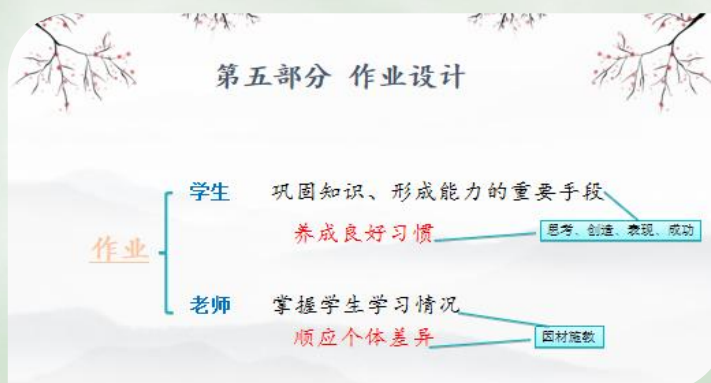 第五部分 作业设计
学生 巩固知识、形成能力的重要手段
养成良好习惯
思考、创造、表现、成功
作业
老师 掌握学生学习情况
顺应个体差异
因材施教